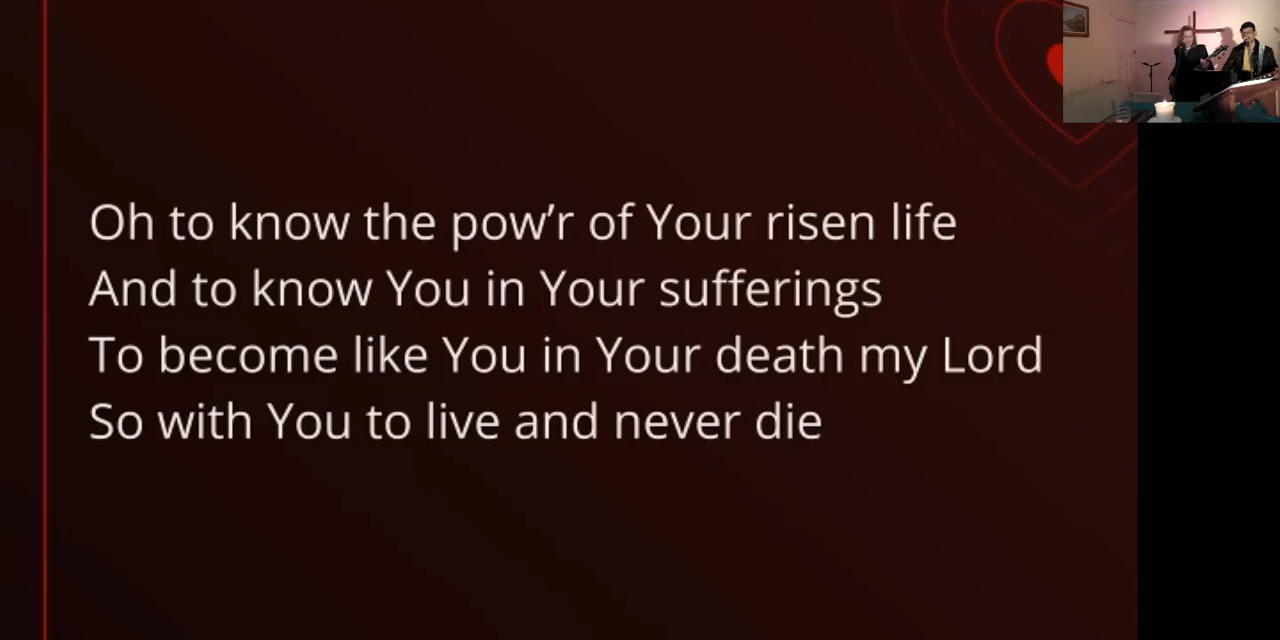 Oh to know the pow’r of Your risen life
And to know You in Your sufferings
To become like You in Your death my Lord
So with You to live and never die